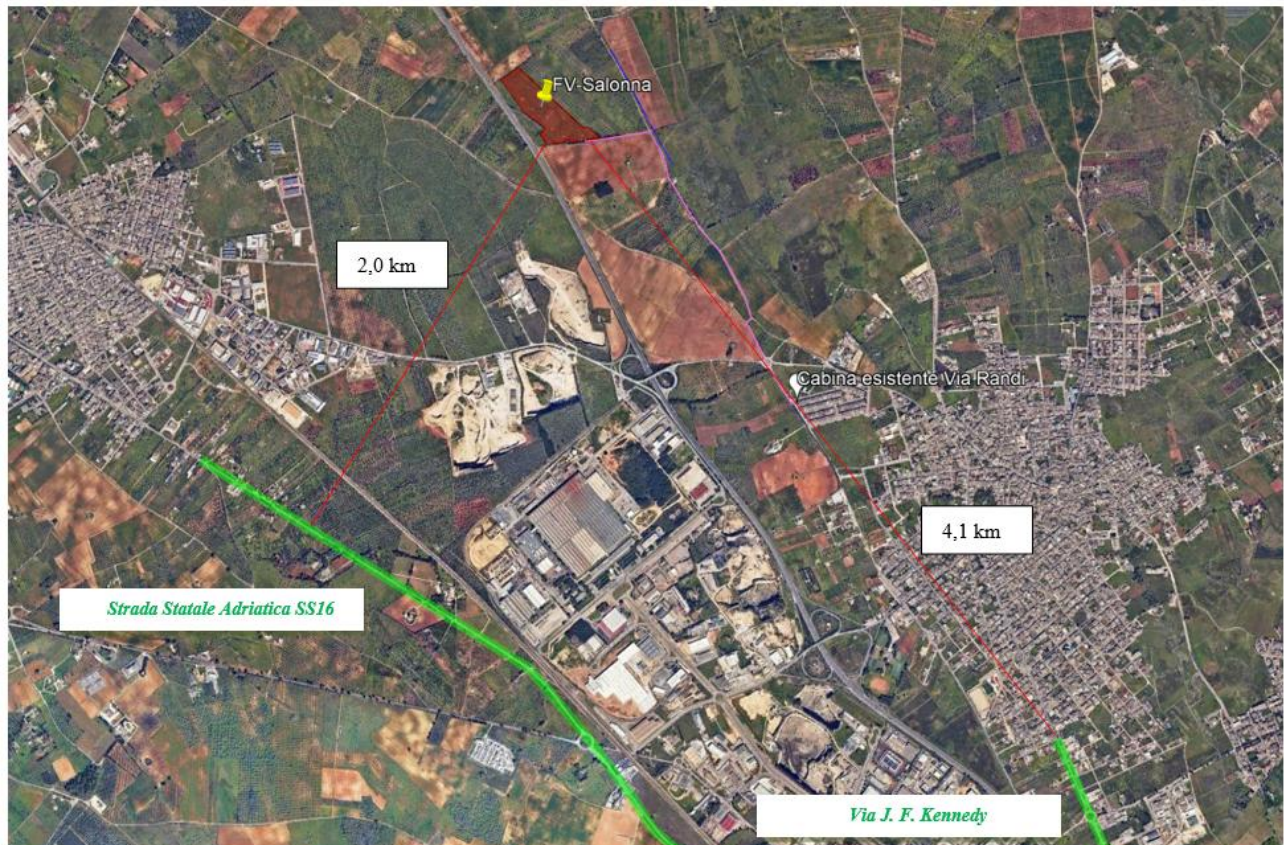 FV-Salonna
2,0 km
Cabina esistente Via Randi
4,1 km
Strada Statale Adriatica SS16
Via J. F. Kennedy